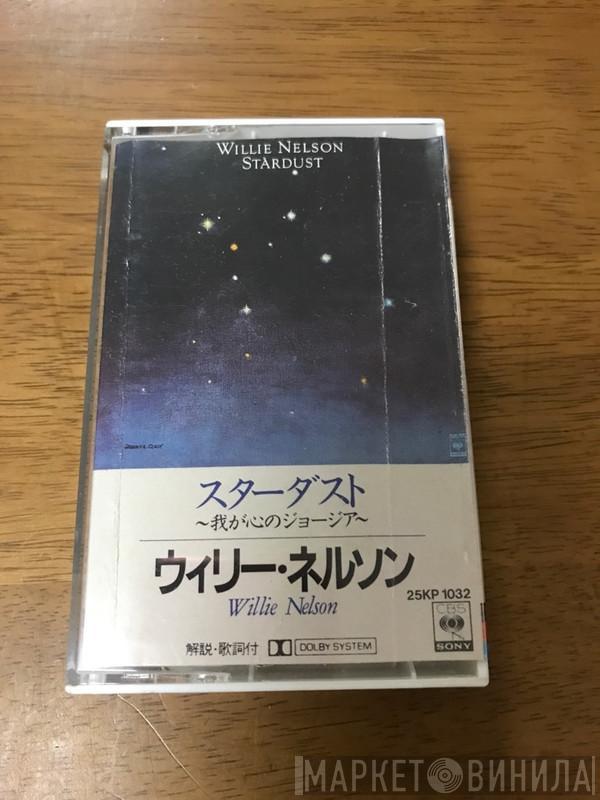 WILLIE NELSON
STARDUST
スターダスト
~我が心のジョージア~
ウィリー・ネルソン
Willie Nelson
25KP 1032
CBS
SONY
解説・歌詞付
DOLBY SYSTEM
МАРКЕТ ВИНИЛА